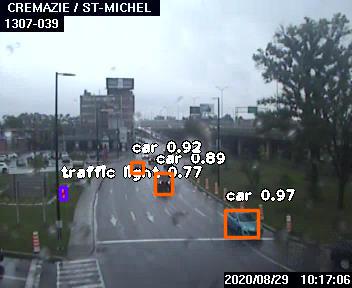 CREMAZIE / ST-MICHEL
1307-039
car 0.92
car 0.89
traffic light 0.77
car 0.97
2020/08/29 10:17:06